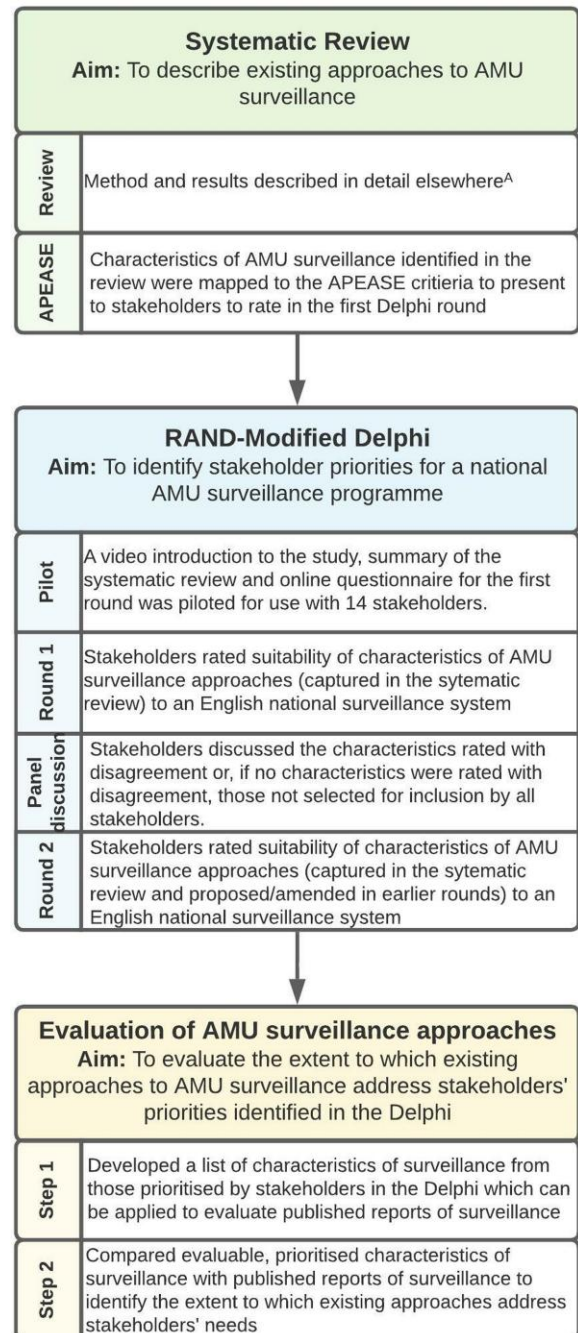 Systematic Review
Aim: To describe existing approaches to AMU
surveillance
Review
Method and results described in detail elsewhereᴬ
APEASE
Characteristics of AMU surveillance identified in the
review were mapped to the APEASE critieria to present
to stakeholders to rate in the first Delphi round
RAND-Modified Delphi
Aim: To identify stakeholder priorities for a national
AMU surveillance programme
Pilot
A video introduction to the study, summary of the
systematic review and online questionnaire for the first
round was piloted for use with 14 stakeholders.
Round 1
Stakeholders rated suitability of characteristics of AMU
surveillance approaches (captured in the sytematic
review) to an English national surveillance system
Panel
discussion
Stakeholders discussed the characteristics rated with
disagreement or, if no characteristics were rated with
disagreement, those not selected for inclusion by all
stakeholders.
Round 2
Stakeholders rated suitability of characteristics of AMU
surveillance approaches (captured in the sytematic
review and proposed/amended in earlier rounds) to an
English national surveillance system
Evaluation of AMU surveillance approaches
Aim: To evaluate the extent to which existing
approaches to AMU surveillance address stakeholders'
priorities identified in the Delphi
Step 1
Developed a list of characteristics of surveillance from
those prioritised by stakeholders in the Delphi which can
be applied to evaluate published reports of surveillance
Step 2
Compared evaluable, prioritised characteristics of
surveillance with published reports of surveillance to
identify the extent to which existing approaches address
stakeholders' needs